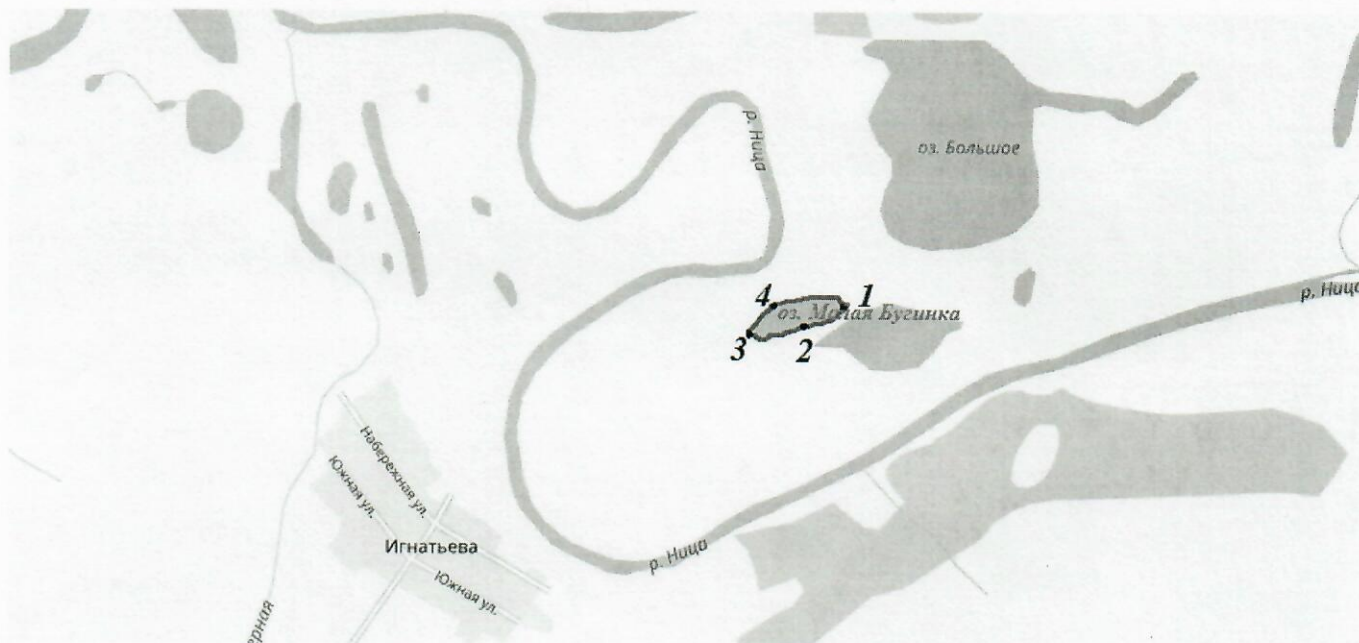 р. Ница
оз. Большое
р. Ница
4
1
оз. Малая Бугинка
3
2
Набережная ул.
Южная ул.
Игнатьева
р. Ница
Южная ул.
ерная